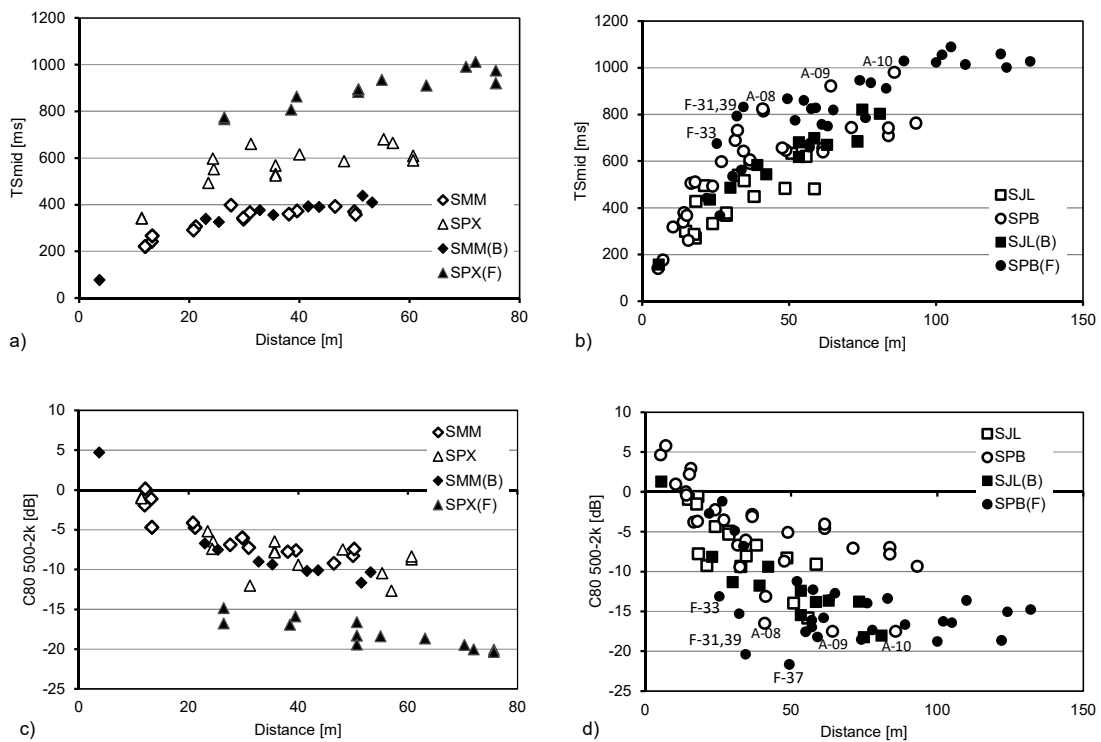 1200
1000
800
600
400
200
0
0 20 40 60 80
TSmid [ms]
Distance [m]
SMM
SPX
SMM(B)
SPX(F)
a)
1200
1000
800
600
400
200
0
0 50 100 150
TSmid [ms]
Distance [m]
A-10
A-09
A-08
F-31,39
F-33
SJL
SPB
SJL(B)
SPB(F)
b)
10
5
0
-5
-10
-15
-20
-25
0 20 40 60 80
C80 500-2k [dB]
Distance [m]
SMM
SPX
SMM(B)
SPX(F)
c)
10
5
0
-5
-10
-15
-20
-25
0 50 100 150
C80 500-2k [dB]
Distance [m]
SJL
SPB
SJL(B)
SPB(F)
F-33
A-08
F-31,39
A-09
A-10
F-37
d)